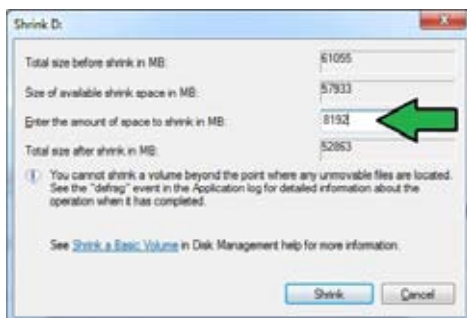 Shrink D:
Total size before shrink in MB: 61055
Size of available shrink space in MB: 57933
Enter the amount of space to shrink in MB: 8192
Total size after shrink in MB: 52863
You cannot shrink a volume beyond the point where any unmovable files are located.
See the "defrag" event in the Application log for detailed information about the
operation when it has completed.
See Shrink a Basic Volume in Disk Management help for more information.
Shrink Cancel